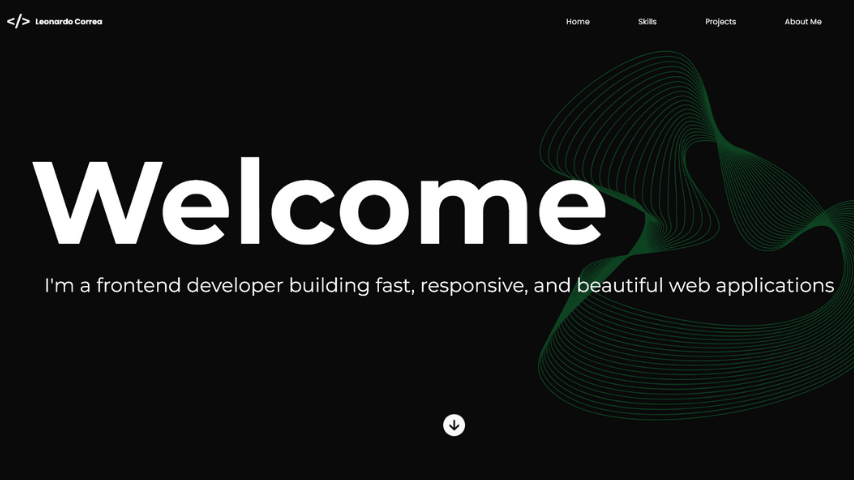 </> Leonardo Correa
Home Skills Projects About Me
Welcome
I'm a frontend developer building fast, responsive, and beautiful web applications